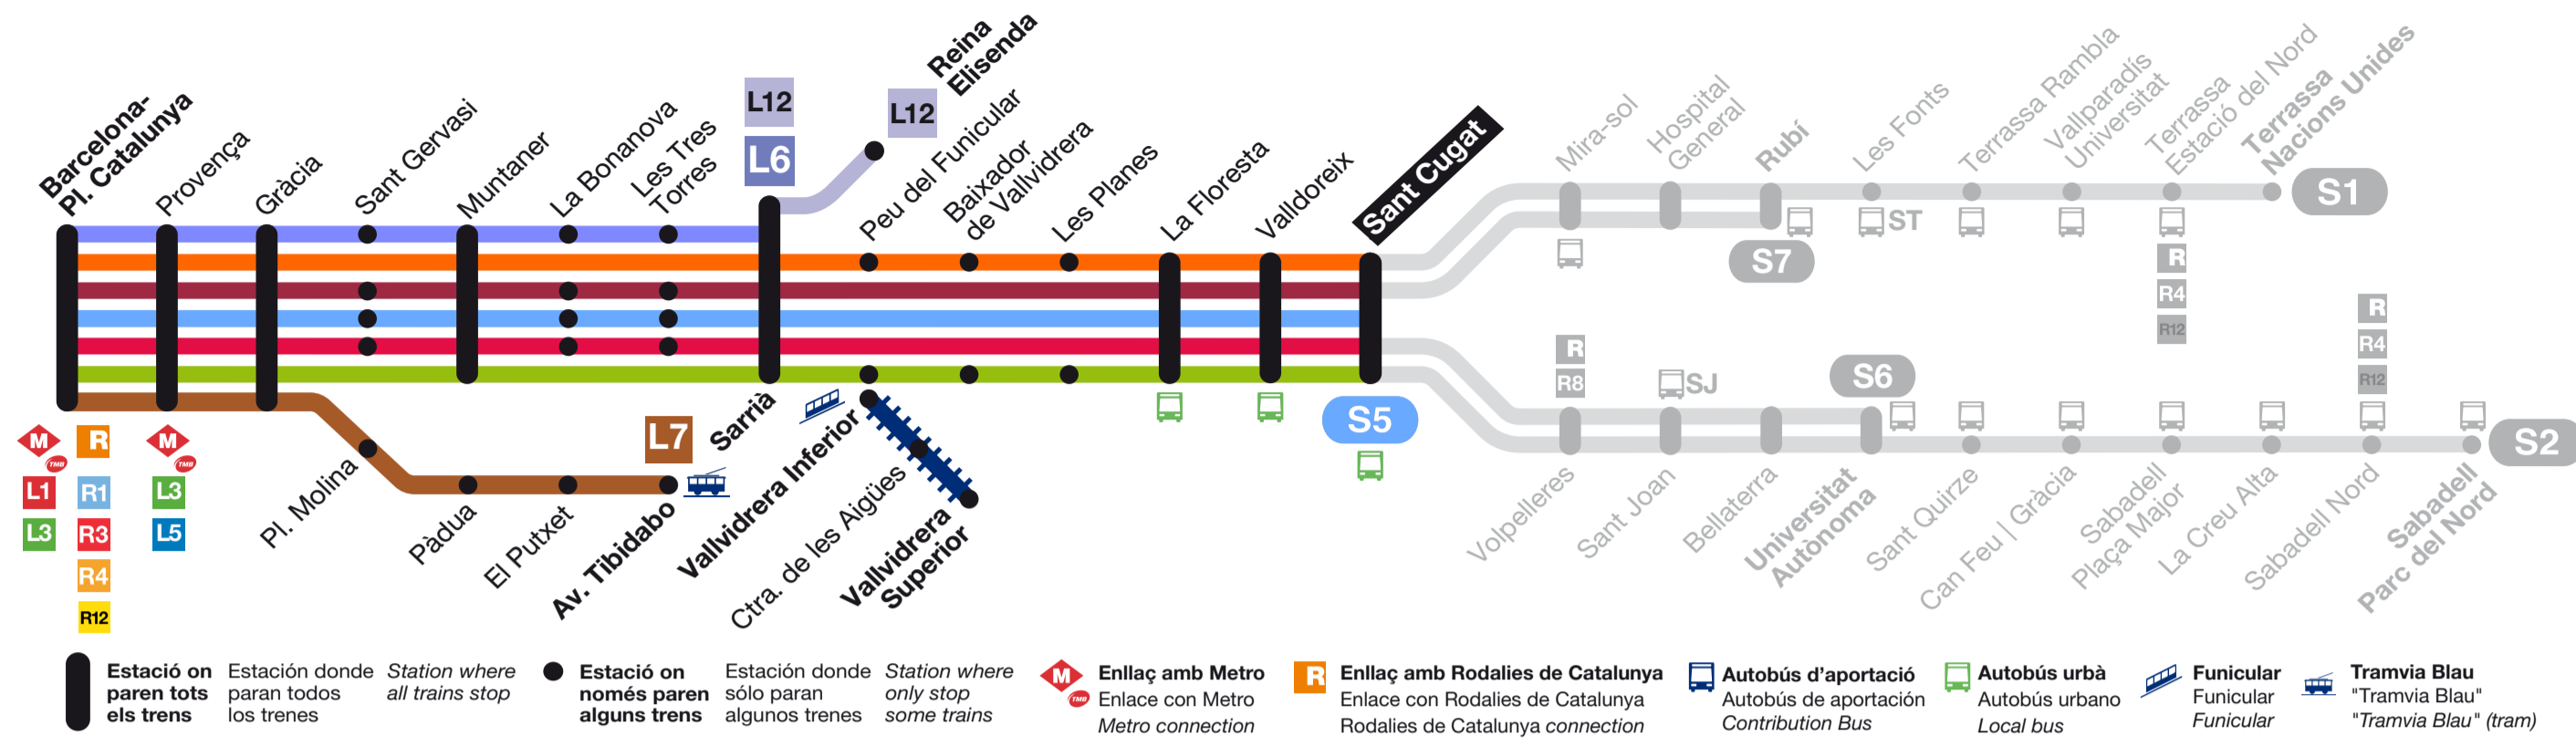 Barcelona-
Pl. Catalunya
Provença
Gràcia
Sant Gervasi
Muntaner
La Bonanova
Les Tres
Torres
L12
L6
L12
Reina
Elisenda
Peu del Funicular
Baixador
de Vallvidrera
Les Planes
La Floresta
Valldoreix
Sant Cugat
Mira-sol
Hospital
General
Rubí
Les Fonts
Terrassa Rambla
Vallparadís
Universitat
Terrassa
Estació del Nord
Terrassa
Nacions Unides
S1
ST
S7
R
R4
R12
R
R8
SJ
S6
R
R4
R12
S2
S5
M
TMB
L1
L3
R
R1
R3
R4
R12
M
TMB
L3
L5
Pl. Molina
Pàdua
El Putxet
Av. Tibidabo
L7
Sarrià
Vallvidrera Inferior
Ctra. de les Aigües
Vallvidrera
Superior
Volpelleres
Sant Joan
Bellaterra
Universitat
Autònoma
Sant Quirze
Can Feu | Gràcia
Sabadell
Plaça Major
La Creu Alta
Sabadell Nord
Sabadell
Parc del Nord
Estació on
paren tots
els trens
Estación donde
paran todos
los trenes
Station where
all trains stop
Estació on
només paren
alguns trens
Estación donde
sólo paran
algunos trenes
Station where
only stop
some trains
M
TMB
Enllaç amb Metro
Enlace con Metro
Metro connection
R
Enllaç amb Rodalies de Catalunya
Enlace con Rodalies de Catalunya
Rodalies de Catalunya connection
Autobús d'aportació
Autobús de aportación
Contribution Bus
Autobús urbà
Autobús urbano
Local bus
Funicular
Funicular
Funicular
Tramvia Blau
"Tramvia Blau"
"Tramvia Blau" (tram)